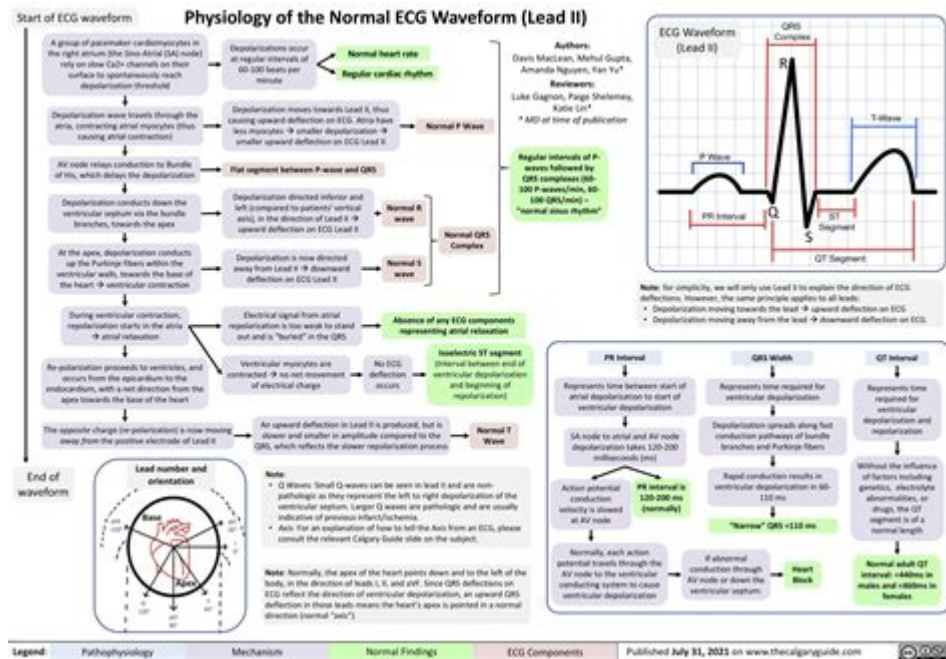 Start of ECG waveform
Physiology of the Normal ECG Waveform (Lead II)
A group of pacemaker cardiomyocytes in
the right atrium (the Sino-Atrial (SA) node)
rely on slow Ca2+ channels on their
surface to spontaneously reach
depolarization threshold
Depolarizations occur
at regular intervals of
60-100 beats per
minute
Normal heart rate
Regular cardiac rhythm
Authors:
Davis MacLean, Mehul Gupta,
Amanda Nguyen, Yan Yu*
Reviewers:
Luke Gagnon, Paige Shelemey,
Katie Lin*
* MD at time of publication
Depolarization wave travels through the
atria, contracting atrial myocytes (thus
causing atrial contraction)
Depolarization moves towards Lead II, thus
causing upward deflection on ECG. Atria have
less myocytes → smaller depolarization →
smaller upward deflection on ECG Lead II
Normal P Wave
AV node relays conduction to Bundle of
His, which delays the depolarization
Flat segment between P-wave and QRS
Depolarization conducts down the
ventricular septum via the bundle
branches, towards the apex
Depolarization directed inferior and
left (compared to patients' vertical
axis), in the direction of Lead II →
upward deflection on ECG Lead II
Normal R
wave
At the apex, depolarization conducts
up the Purkinje fibers within the
ventricular walls, towards the base of
the heart → ventricular contraction
Depolarization is now directed
away from Lead II → downward
deflection on ECG Lead II
Normal S
wave
Normal QRS
Complex
Regular intervals of P-
waves followed by
QRS complexes (60-
100 P-waves/min, 60-
100 QRS/min) =
"normal sinus rhythm"
During ventricular contraction,
repolarization starts in the atria
→ atrial relaxation
Electrical signal from atrial
repolarization is too weak to stand
out and is "buried" in the QRS
Absence of any ECG components
representing atrial relaxation
Ventricular myocytes are
contracted → no net movement
of electrical charge
No ECG
deflection
occurs
Isoelectric ST segment
(Interval between end of
ventricular depolarization
and beginning of
repolarization)
Re-polarization proceeds to ventricles, and
occurs from the epicardium to the
endocardium, with a net direction from the
apex towards the base of the heart
The opposite charge (re-polarization) is now moving
away from the positive electrode of Lead II
An upward deflection in Lead II is produced, but is
slower and smaller in amplitude compared to the
QRS, which reflects the slower repolarization process
Normal T
Wave
End of
waveform
ECG Waveform
(Lead II)
QRS
Complex
R
T-Wave
P Wave
PR Interval
Q
S
ST
Segment
QT Segment
Note: for simplicity, we will only use Lead II to explain the direction of ECG
deflections. However, the same principle applies to all leads:
• Depolarization moving towards the lead → upward deflection on ECG
• Depolarization moving away from the lead → downward deflection on ECG.
Lead number and
orientation
Base
Apex
Note:
• Q Waves: Small Q-waves can be seen in lead II and are non-
pathologic as they represent the left to right depolarization of the
ventricular septum. Larger Q waves are pathologic and are usually
indicative of previous infarct/ischemia.
• Axis: For an explanation of how to tell the Axis from an ECG, please
consult the relevant Calgary Guide slide on the subject.
Note: Normally, the apex of the heart points down and to the left of the
body, in the direction of leads I, II, and aVF. Since QRS deflections on
ECG reflect the direction of ventricular depolarization, an upward QRS
deflection in these leads means the heart's apex is pointed in a normal
direction (normal "axis").
PR Interval
Represents time between start of
atrial depolarization to start of
ventricular depolarization
SA node to atrial and AV node
depolarization takes 120-200
milliseconds (ms)
Action potential
conduction
velocity is slowed
at AV node
PR interval is
120-200 ms
(normally)
Normally, each action
potential travels through the
AV node to the ventricular
conducting system to cause
ventricular depolarization
If abnormal
conduction through
AV node or down the
ventricular septum:
Heart
Block
QRS Width
Represents time required for
ventricular depolarization
Depolarization spreads along fast
conduction pathways of bundle
branches and Purkinje fibers
Rapid conduction results in
ventricular depolarization in 60-
110 ms
"Narrow" QRS <110 ms
QT Interval
Represents time
required for
ventricular
depolarization
and repolarization
Without the influence
of factors including
genetics, electrolyte
abnormalities, or
drugs, the QT
segment is of a
normal length
Normal adult QT
interval: <440ms in
males and <460ms in
females
Legend:
Pathophysiology
Mechanism
Normal Findings
ECG Components
Published July 31, 2021 on www.thecalgaryguide.com